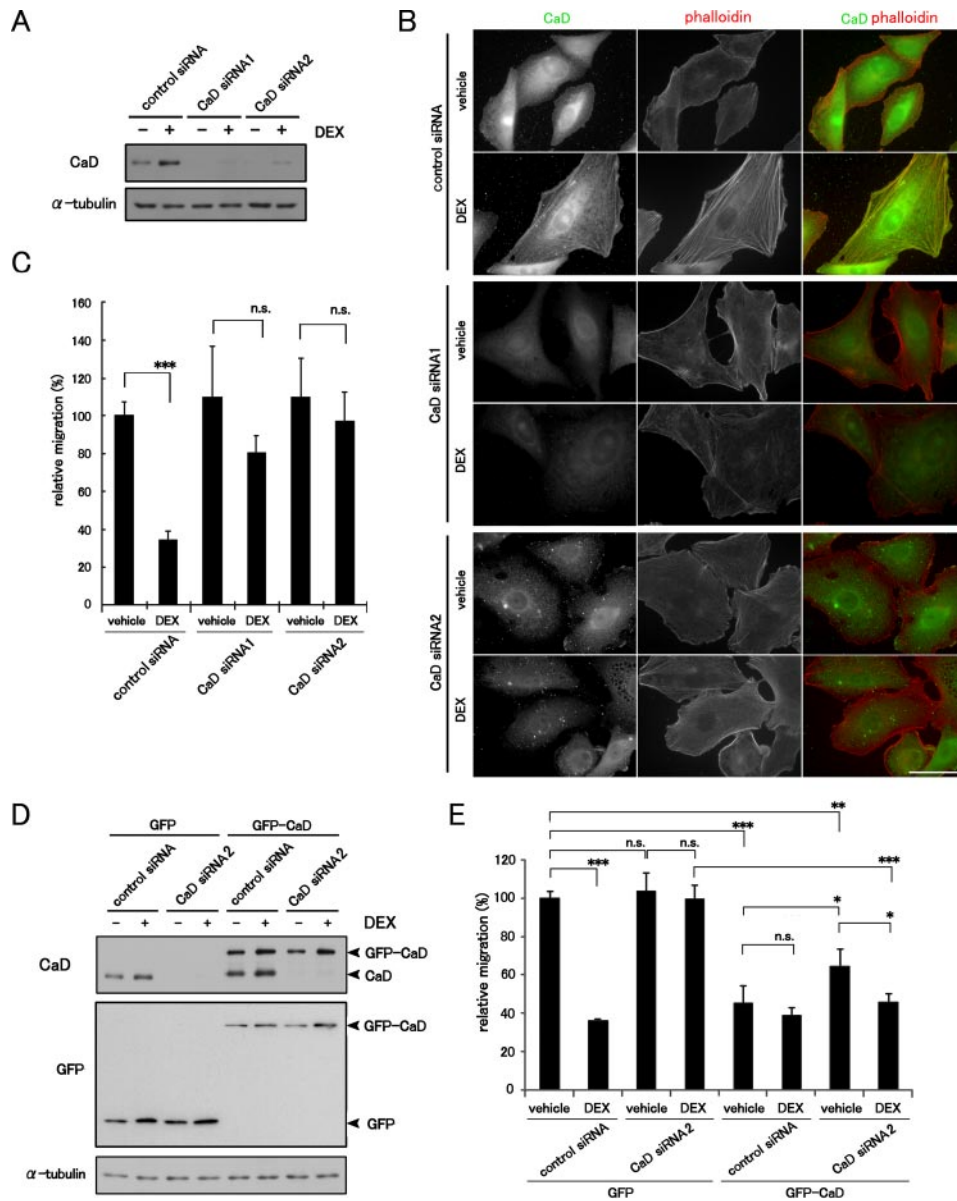 A
control siRNA
CaD siRNA1
CaD siRNA2
− + − + − + DEX
CaD
α-tubulin
B
CaD phalloidin CaD phalloidin
control siRNA
vehicle
DEX
CaD siRNA1
vehicle
DEX
CaD siRNA2
vehicle
DEX
C
relative migration (%)
180
160
140
120
100
80
60
40
20
0
***
n.s.
n.s.
vehicle DEX vehicle DEX vehicle DEX
control siRNA
CaD siRNA1
CaD siRNA2
D
GFP GFP-CaD
control siRNA
CaD siRNA2
control siRNA
CaD siRNA2
− + − + − + − + DEX
CaD
GFP-CaD
CaD
GFP
GFP-CaD
GFP
α-tubulin
E
relative migration (%)
120
100
80
60
40
20
0
**
***
n.s. n.s.
***
***
*
*
n.s.
vehicle DEX vehicle DEX vehicle DEX vehicle DEX
control siRNA
CaD siRNA2
control siRNA
CaD siRNA2
GFP GFP-CaD